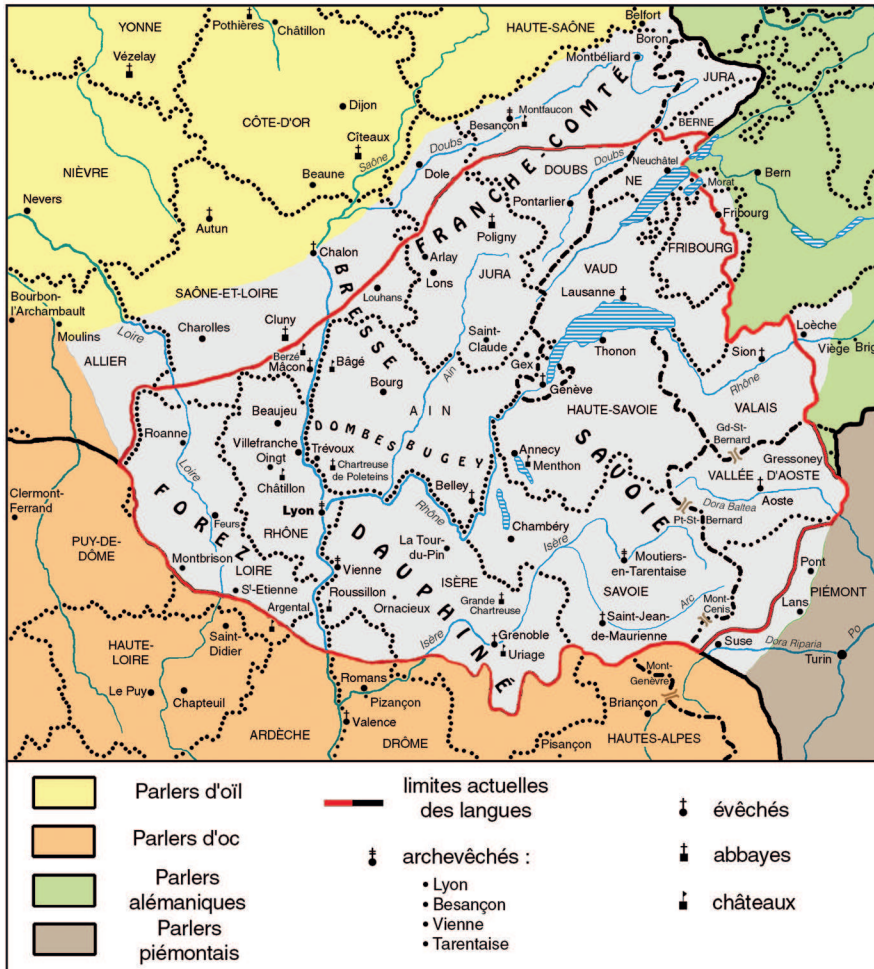 YONNE
Pothières
Châtillon
HAUTE-SAÔNE
Belfort
Boron
Vézelay
Montbéliard
JURA
Dijon
Montfaucon
Besançon
CÔTE-D'OR
BERNE
Cîteaux
Saône
Doubs
FRANCHE-COMTÉ
DOUBS
Doubs
Neuchâtel
Beaune
Dole
NIÈVRE
NE
Morat
Bern
Nevers
Pontarlier
Autun
Poligny
Fribourg
Chalon
FRIBOURG
Arlay
VAUD
BRESSE
Lons
JURA
SAÔNE-ET-LOIRE
Louhans
Lausanne
Bourbon-
l'Archambault
Moulins
Loire
Charolles
Cluny
Saint-
Claude
Thonon
Loèche
ALLIER
Berzé
Mâcon
Bâgé
Ain
Gex
Sion
Viège
Brig
Bourg
Genève
Rhône
Beaujeu
AIN
HAUTE-SAVOIE
VALAIS
Roanne
DOMBES
BUGEY
Gd-St-
Bernard
Villefranche
Oingt
Trévoux
Annecy
Menthon
SAVOIE
Gressoney
Loire
Chartreuse
de Poleteins
VALLÉE
D'AOSTE
Clermont-
Ferrand
Châtillon
Belley
Aoste
FOREZ
Lyon
Rhône
Dora Baltea
Feurs
RHÔNE
DAUPHINÉ
Chambéry
Pt-St-Bernard
PUY-DE-
DÔME
La Tour-
du-Pin
Isère
Moutiers-
en-Tarentaise
Montbrison
LOIRE
Vienne
ISÈRE
Pont
PIÉMONT
St-Etienne
Roussillon
SAVOIE
Arc
Argental
Ornacieux
Grande
Chartreuse
Mont-
Cenis
Lans
Saint-Jean-
de-Maurienne
HAUTE-
LOIRE
Saint-
Didier
Isère
Grenoble
Suse
Dora Riparia
Po
Uriage
Turin
Le Puy
Chapteuil
Romans
Pizançon
Mont-
Genèvre
Briançon
ARDÈCHE
Valence
DRÔME
Pisançon
HAUTES-ALPES
Parlers d'oïl
Parlers d'oc
Parlers
alémaniques
Parlers
piémontais
limites actuelles
des langues
archevêchés :
• Lyon
• Besançon
• Vienne
• Tarentaise
évêchés
abbayes
châteaux